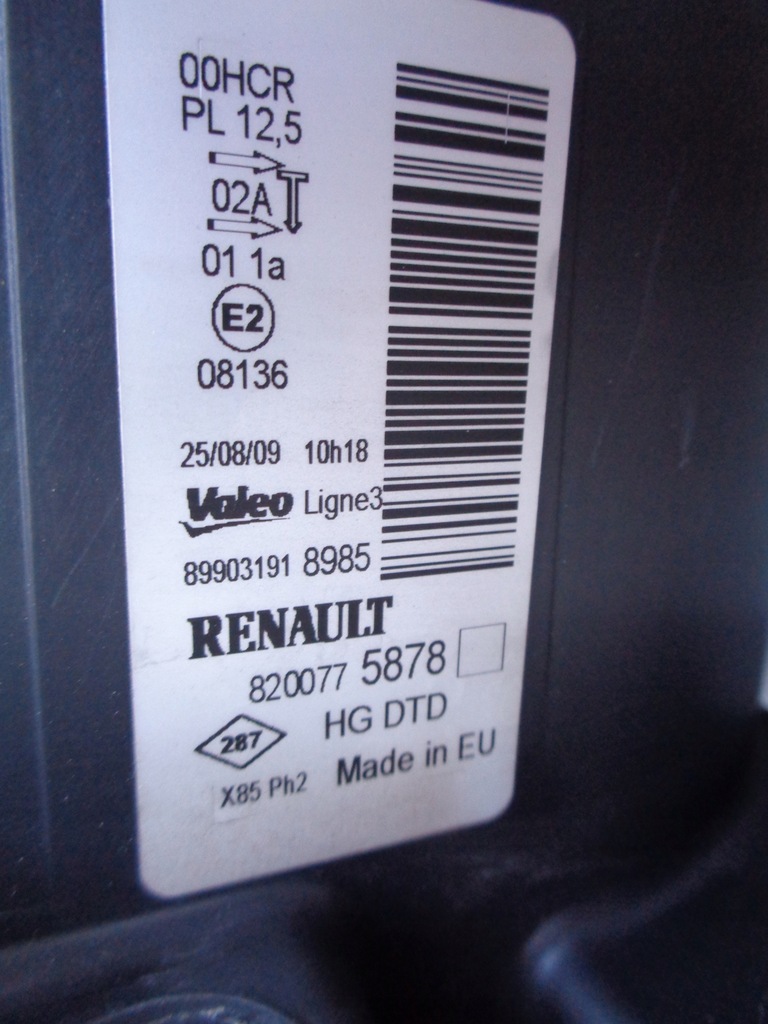 00HCR
PL 12,5
02A
01 1a
E2
08136
25/08/09 10h18
Valeo Ligne3
89903191 8985
RENAULT
820077 5878
287 HG DTD
X85 Ph2 Made in EU